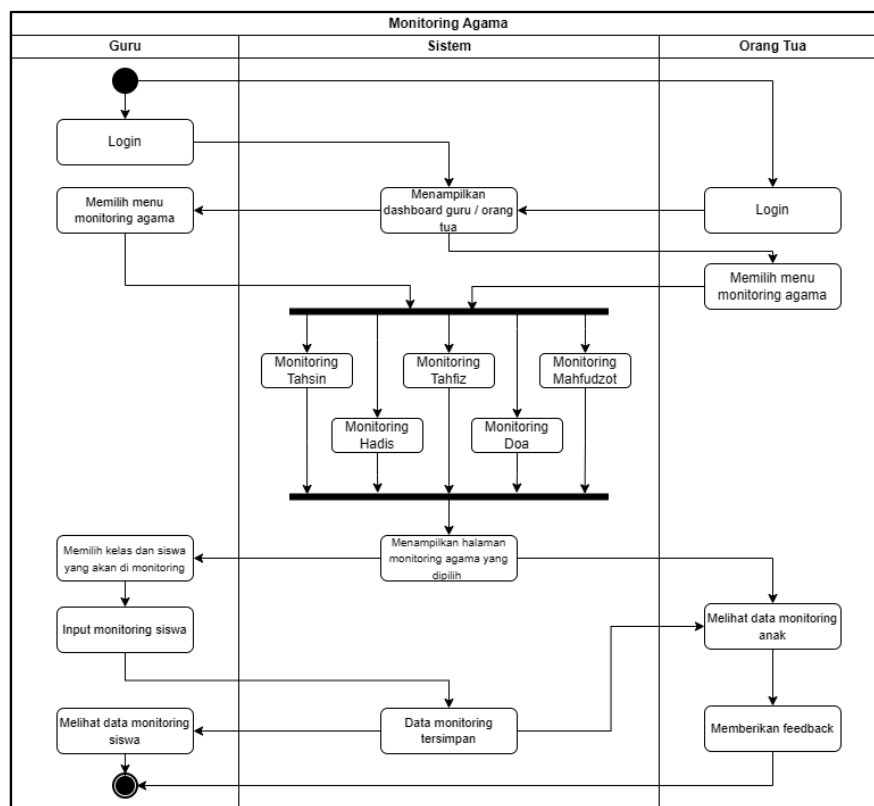 Monitoring Agama
Guru
Sistem
Orang Tua
Login
Memilih menu
monitoring agama
Menampilkan
dashboard guru / orang
tua
Login
Memilih menu
monitoring agama
Monitoring
Tahsin
Monitoring
Tahfiz
Monitoring
Mahfudzot
Monitoring
Hadis
Monitoring
Doa
Memilih kelas dan siswa
yang akan di monitoring
Menampilkan halaman
monitoring agama yang
dipilih
Input monitoring siswa
Melihat data monitoring
anak
Melihat data monitoring
siswa
Data monitoring
tersimpan
Memberikan feedback